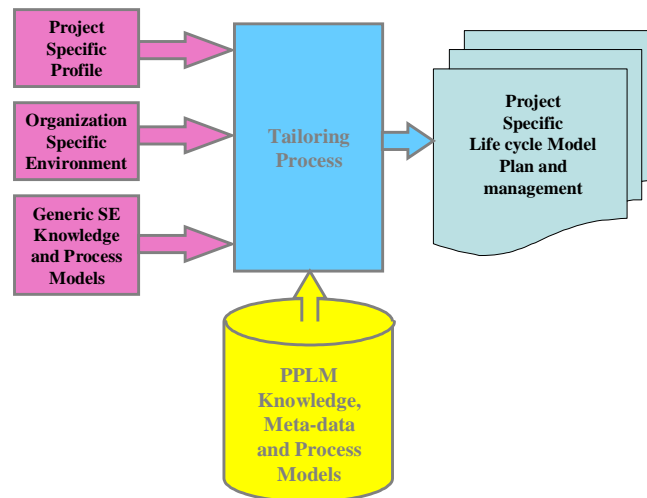 Project
Specific
Profile
Organization
Specific
Environment
Generic SE
Knowledge
and Process
Models
Tailoring
Process
Project
Specific
Life cycle Model
Plan and
management
PPLM
Knowledge,
Meta-data
and Process
Models